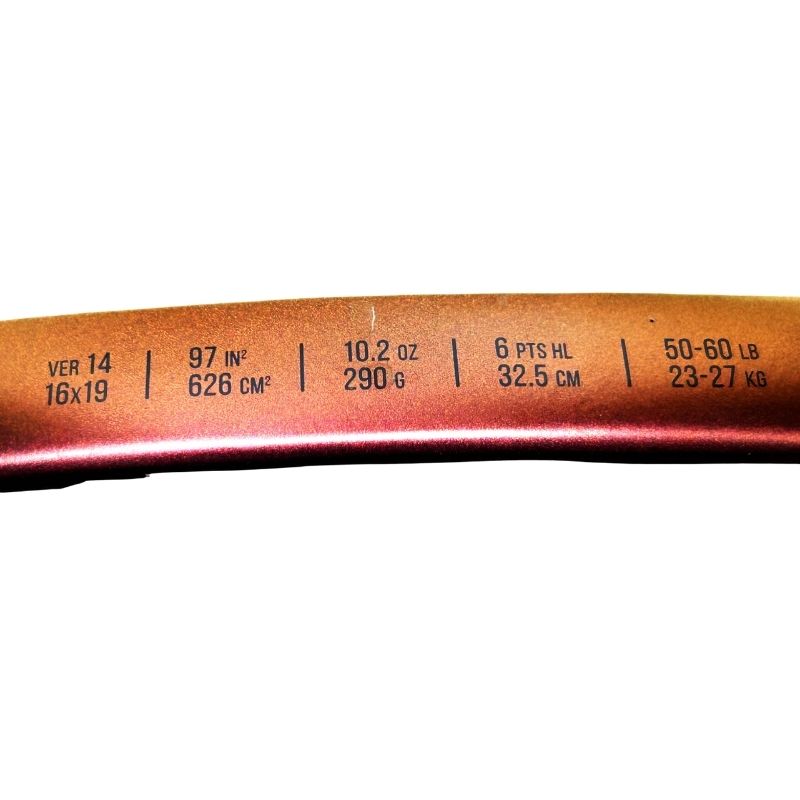 VER 14 | 97 IN² | 10.2 OZ | 6 PTS HL | 50-60 LB
16x19 | 626 CM² | 290 G | 32.5 CM | 23-27 KG